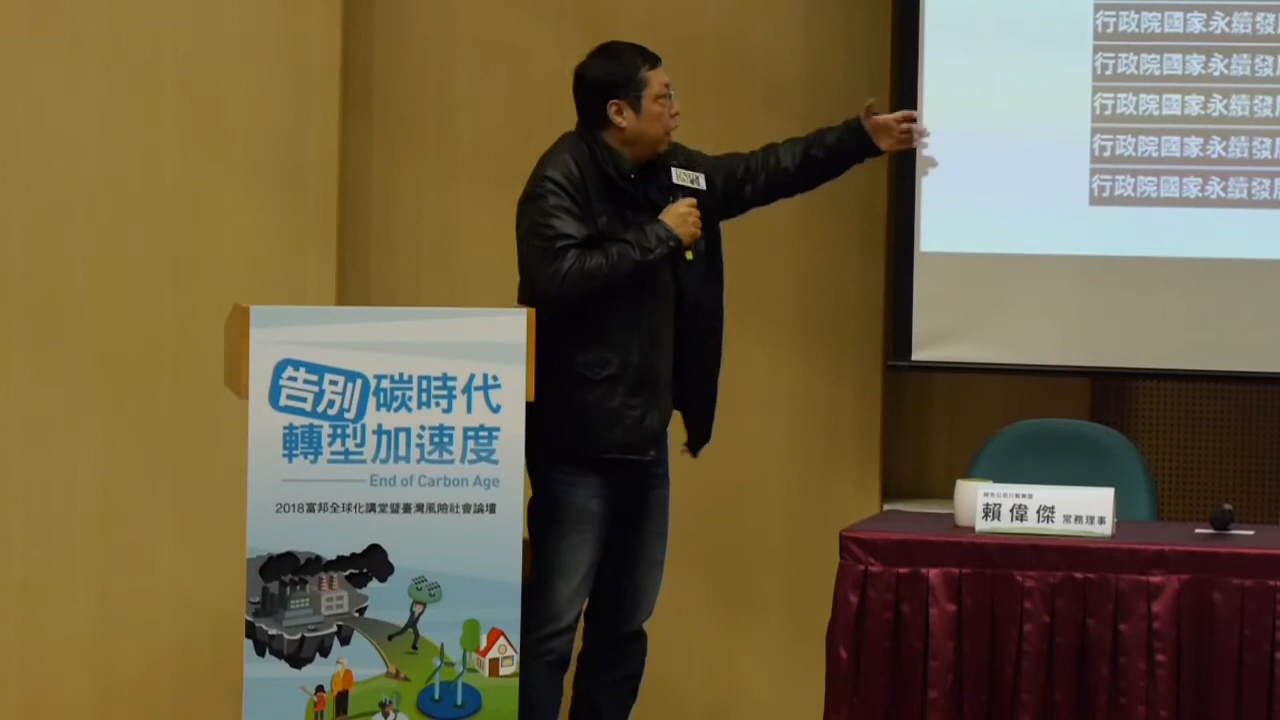 行政院國家永續發
行政院國家永續發
行政院國家永續發
行政院國家永續發
行政院國家永續發
告別碳時代
轉型加速度
End of Carbon Age
2018富邦全球化講堂暨臺灣風險社會論壇
賴偉傑 常務理事